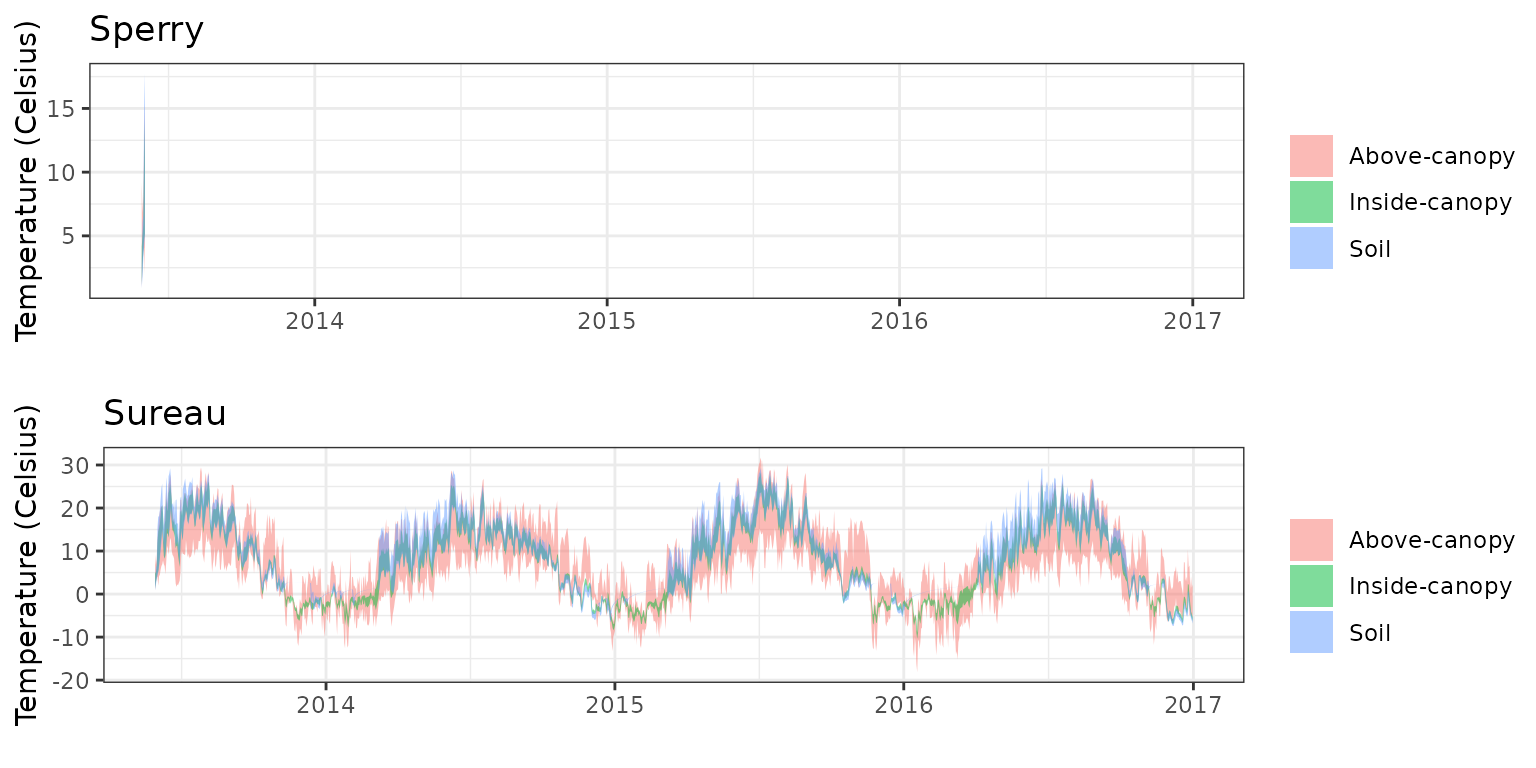 Sperry
Temperature (Celsius)
15
10
5
2014 2015 2016 2017
Above-canopy
Inside-canopy
Soil
Sureau
Temperature (Celsius)
30
20
10
0
-10
-20
2014 2015 2016 2017
Above-canopy
Inside-canopy
Soil